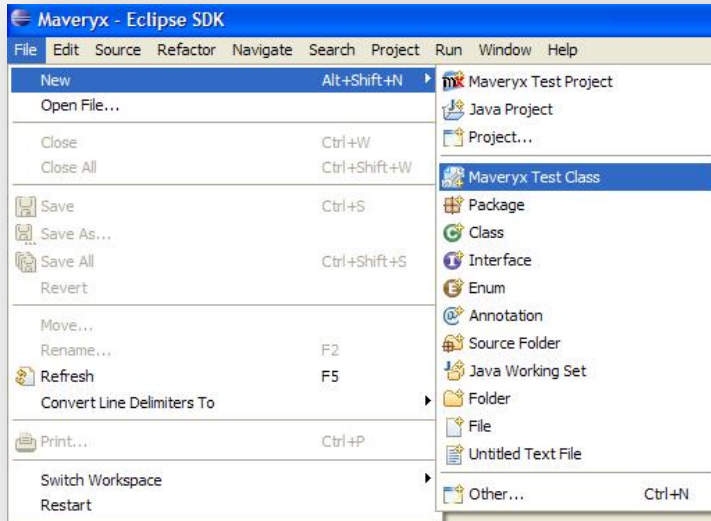 Maveryx - Eclipse SDK
File Edit Source Refactor Navigate Search Project Run Window Help
New Alt+Shift+N
Open File...
Close Ctrl+W
Close All Ctrl+Shift+W
Save Ctrl+S
Save As...
Save All Ctrl+Shift+S
Revert
Move...
Rename... F2
Refresh F5
Convert Line Delimiters To
Print... Ctrl+P
Switch Workspace
Restart
Maveryx Test Project
Java Project
Project...
Maveryx Test Class
Package
Class
Interface
Enum
Annotation
Source Folder
Java Working Set
Folder
File
Untitled Text File
Other... Ctrl+N